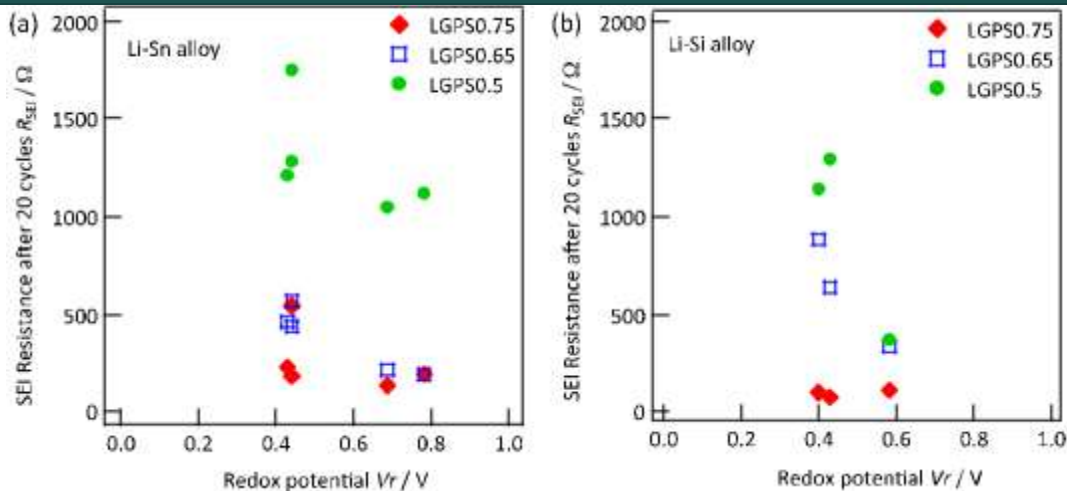 (a)
Li-Sn alloy
LGPS0.75
LGPS0.65
LGPS0.5
SEI Resistance after 20 cycles RSEI / Ω
2000
1500
1000
500
0
0.0 0.2 0.4 0.6 0.8 1.0
Redox potential Vr / V
(b)
Li-Si alloy
LGPS0.75
LGPS0.65
LGPS0.5
SEI Resistance after 20 cycles RSEI / Ω
2000
1500
1000
500
0
0.0 0.2 0.4 0.6 0.8 1.0
Redox potential Vr / V